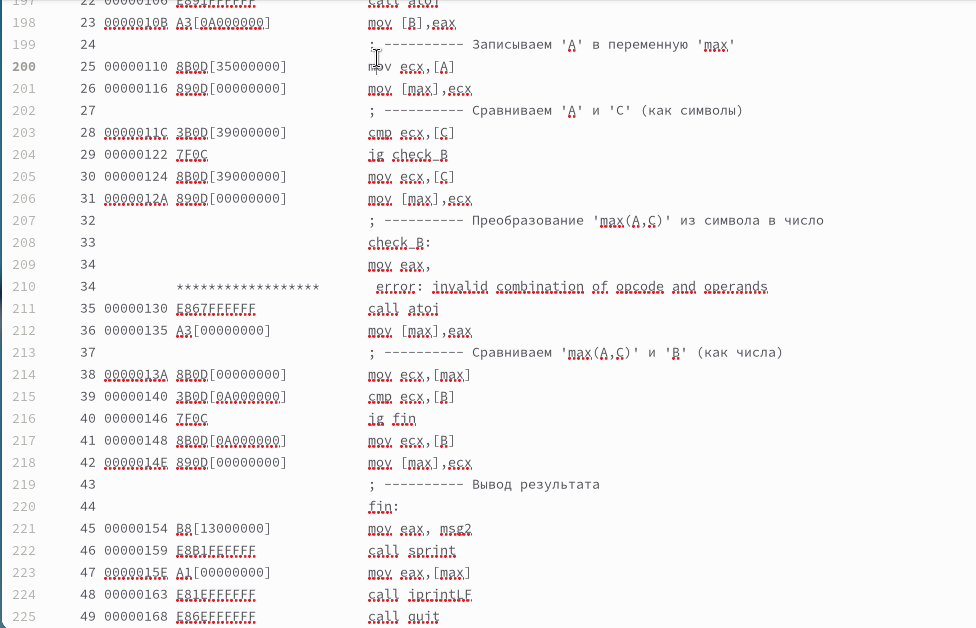 197 22 00000106 E891FFFFFF call atoi
198 23 0000010B A3[0A000000] mov [B],eax
199 24 ; ---------- Записываем 'A' в переменную 'max'
200 25 00000110 8B0D[35000000] mov ecx,[A]
201 26 00000116 890D[00000000] mov [max],ecx
202 27 ; ---------- Сравниваем 'A' и 'С' (как символы)
203 28 0000011C 3B0D[39000000] cmp ecx,[C]
204 29 00000122 7F0C jg check_B
205 30 00000124 8B0D[39000000] mov ecx,[C]
206 31 0000012A 890D[00000000] mov [max],ecx
207 32 ; ---------- Преобразование 'max(A,C)' из символа в число
208 33 check_B:
209 34 mov eax,
210 34 ****************** error: invalid combination of opcode and operands
211 35 00000130 E867FFFFFF call atoi
212 36 00000135 A3[00000000] mov [max],eax
213 37 ; ---------- Сравниваем 'max(A,C)' и 'B' (как числа)
214 38 0000013A 8B0D[00000000] mov ecx,[max]
215 39 00000140 3B0D[0A000000] cmp ecx,[B]
216 40 00000146 7F0C jg fin
217 41 00000148 8B0D[0A000000] mov ecx,[B]
218 42 0000014E 890D[00000000] mov [max],ecx
219 43 ; ---------- Вывод результата
220 44 fin:
221 45 00000154 B8[13000000] mov eax, msg2
222 46 00000159 E8B1FEFFFF call sprint
223 47 0000015E A1[00000000] mov eax,[max]
224 48 00000163 E81EFFFFFF call iprintLF
225 49 00000168 E86EFFFFFF call quit